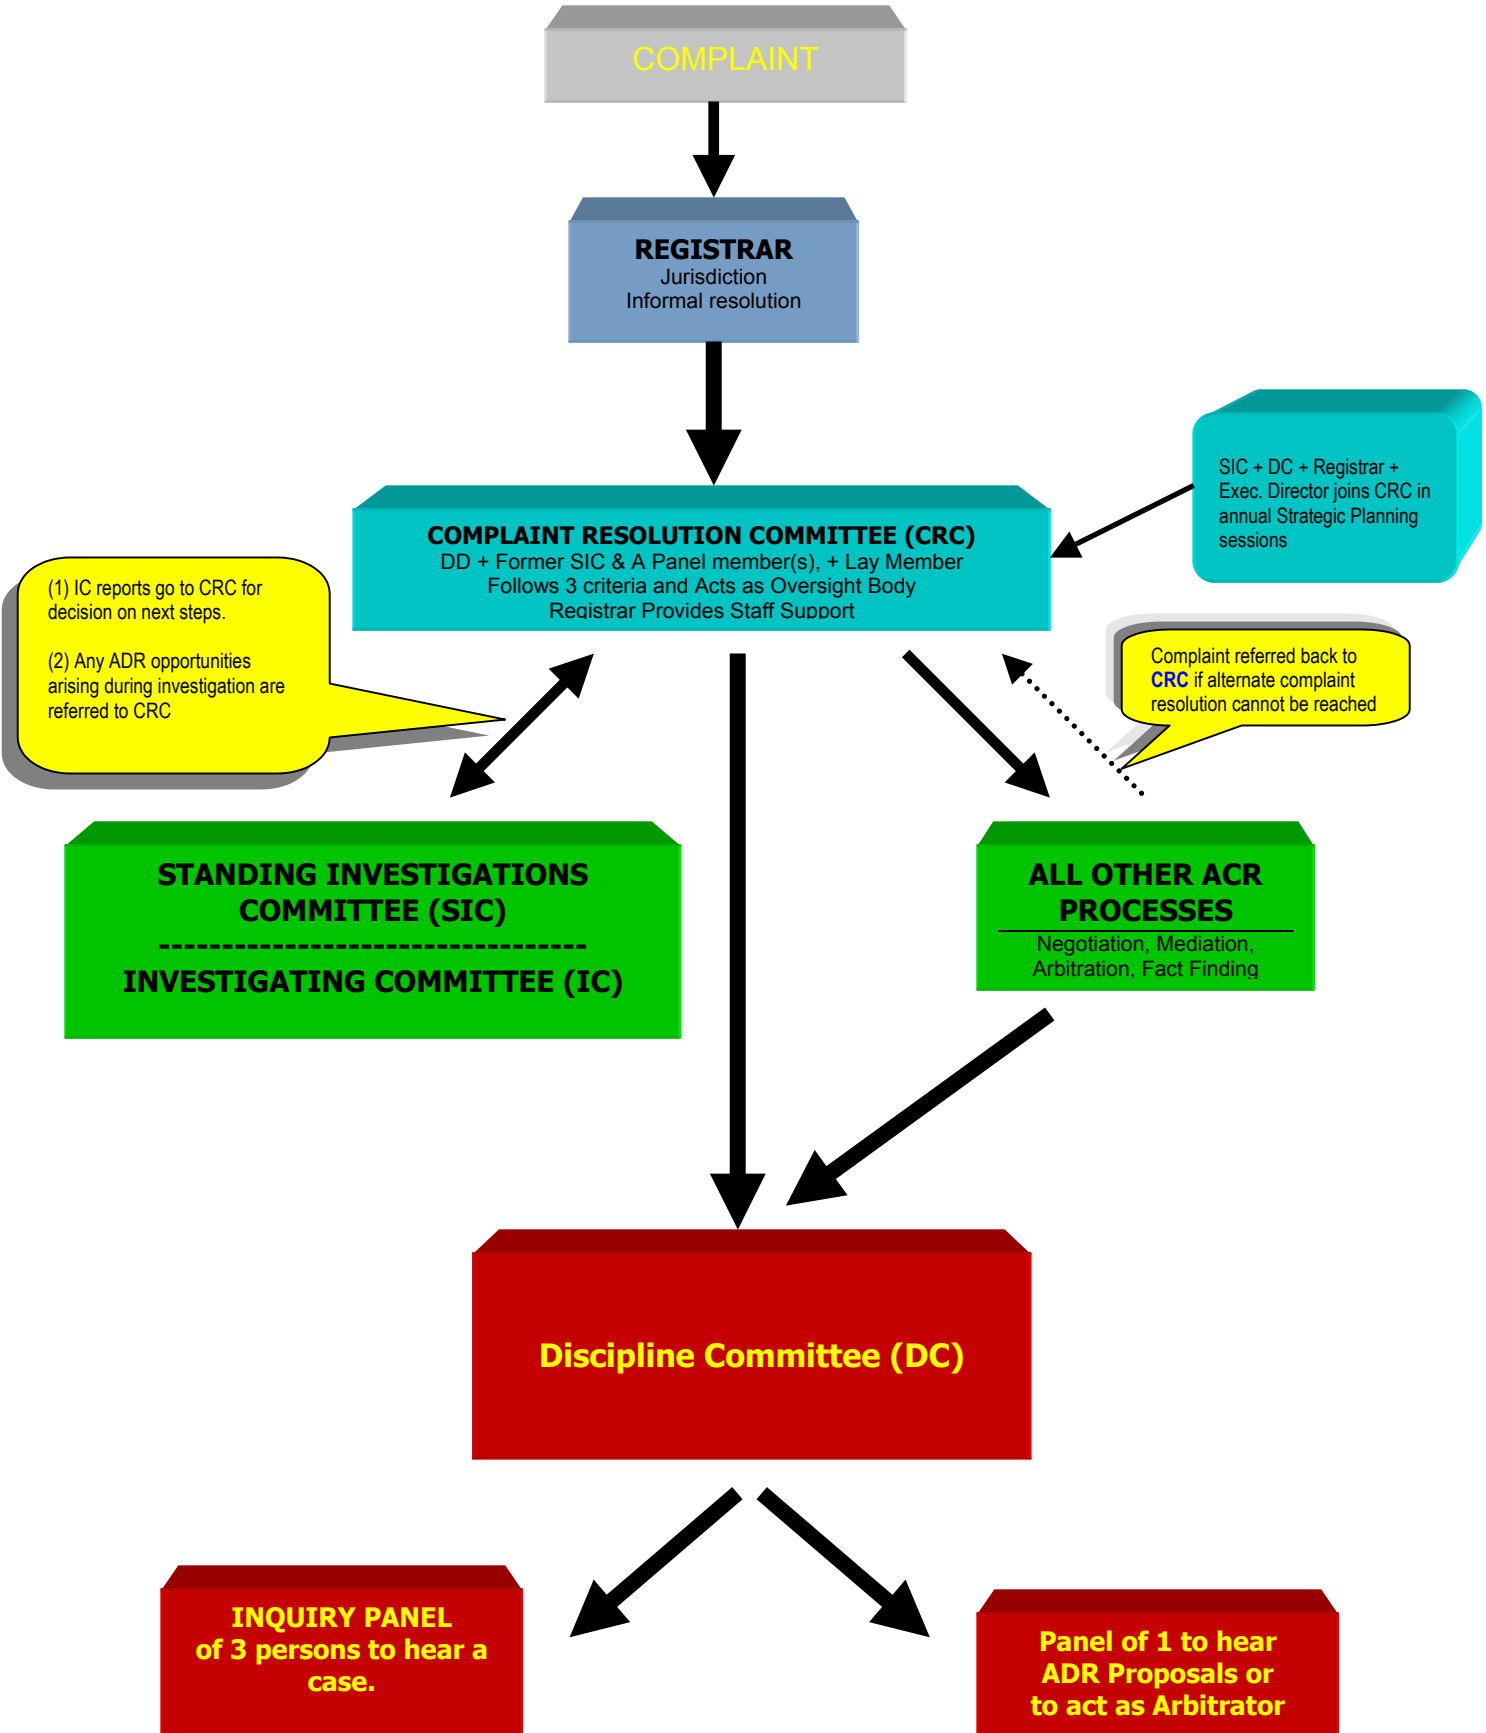 COMPLAINT
REGISTRAR
Jurisdiction
Informal resolution
SIC + DC + Registrar +
Exec. Director joins CRC in
annual Strategic Planning
sessions
COMPLAINT RESOLUTION COMMITTEE (CRC)
DD + Former SIC & A Panel member(s), + Lay Member
Follows 3 criteria and Acts as Oversight Body
Registrar Provides Staff Support
(1) IC reports go to CRC for
decision on next steps.
(2) Any ADR opportunities
arising during investigation are
referred to CRC
Complaint referred back to
CRC if alternate complaint
resolution cannot be reached
STANDING INVESTIGATIONS
COMMITTEE (SIC)
----------------------------------
INVESTIGATING COMMITTEE (IC)
ALL OTHER ACR
PROCESSES
Negotiation, Mediation,
Arbitration, Fact Finding
Discipline Committee (DC)
INQUIRY PANEL
of 3 persons to hear a
case.
Panel of 1 to hear
ADR Proposals or
to act as Arbitrator